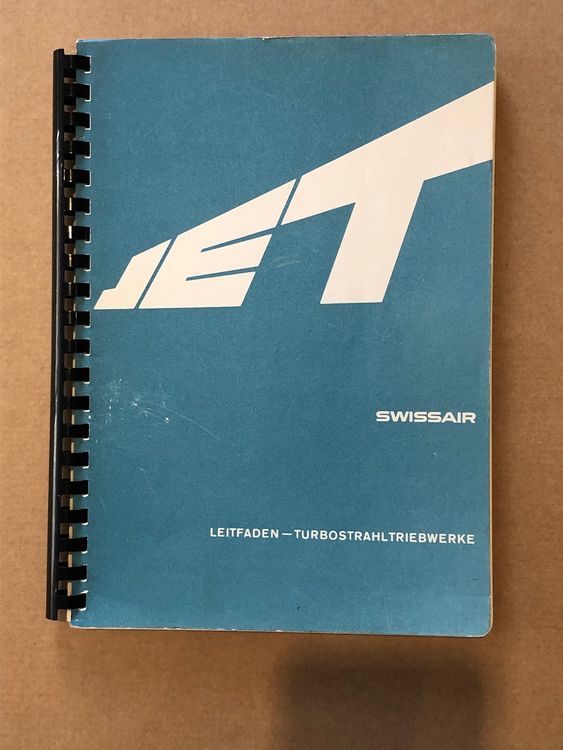 JET
SWISSAIR
LEITFADEN — TURBOSTRAHLTRIEBWERKE